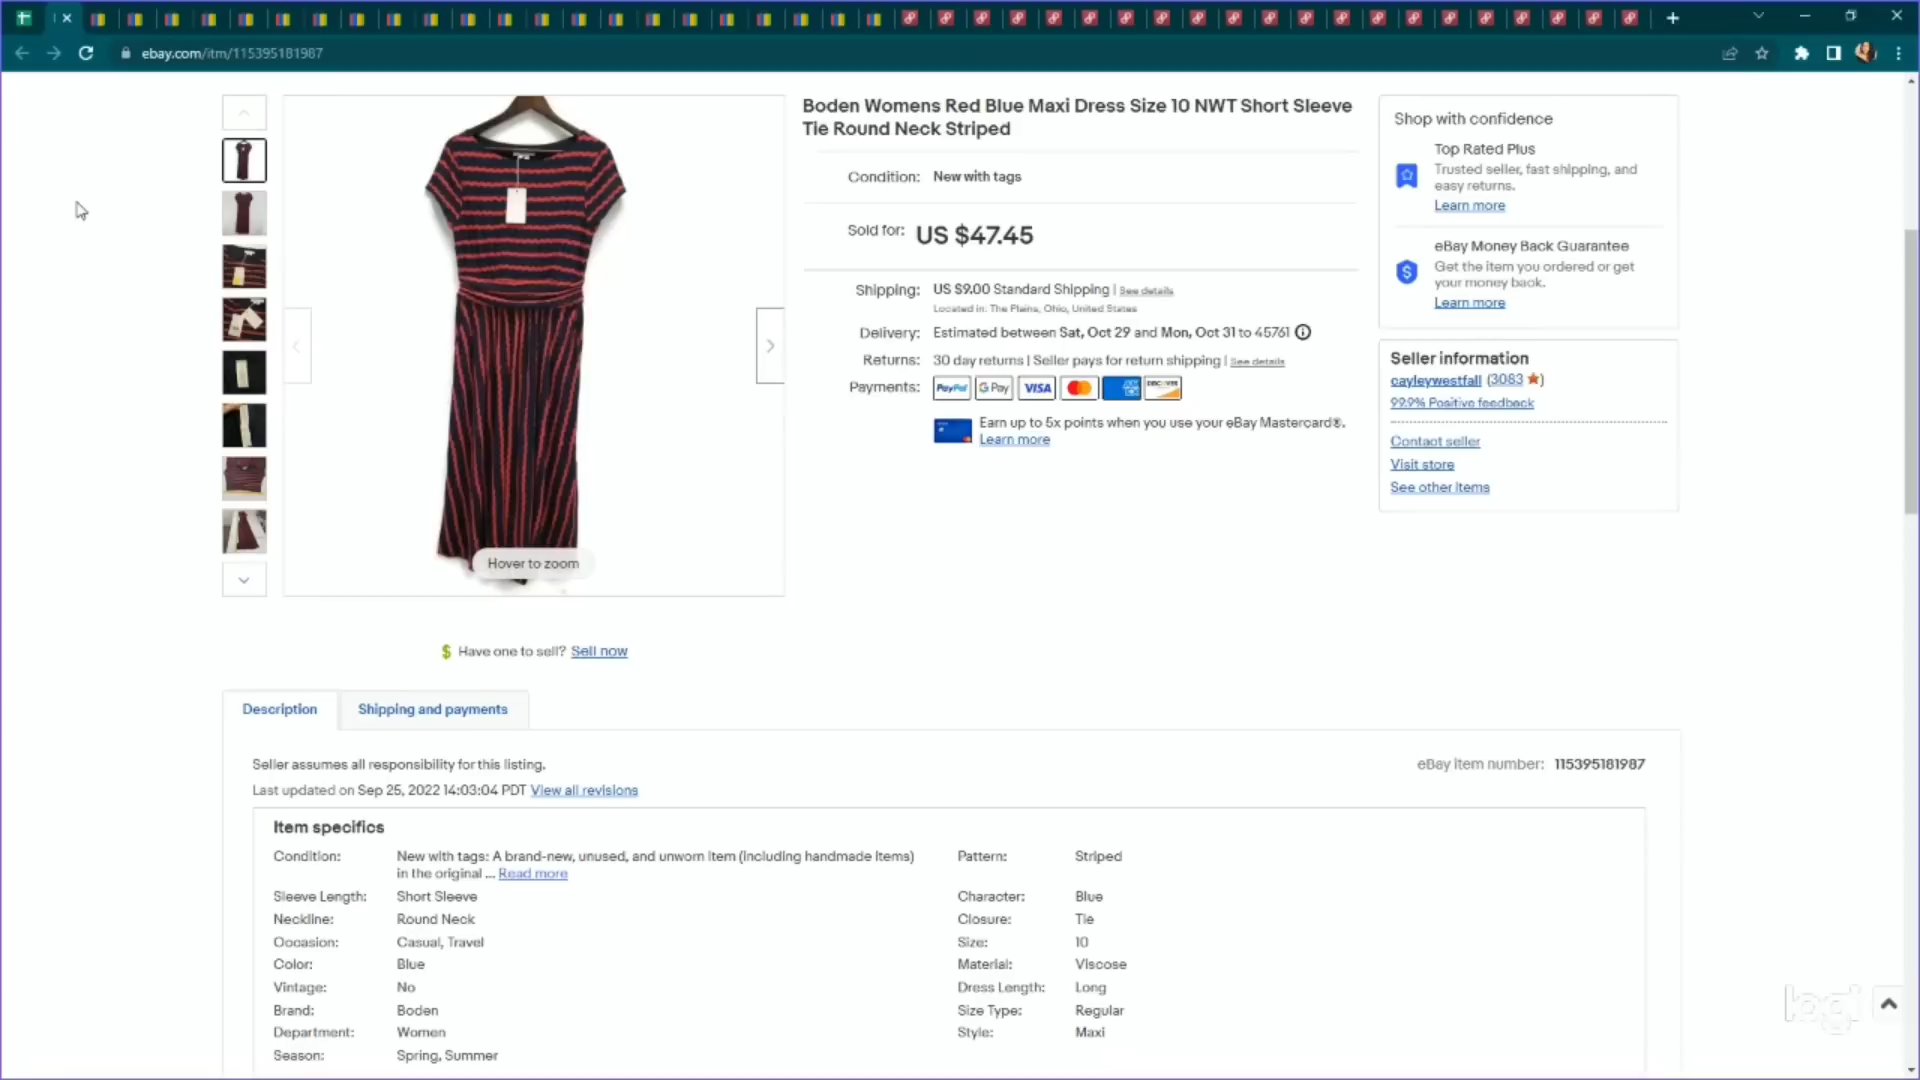 ebay.com/itm/115395181987
Boden Womens Red Blue Maxi Dress Size 10 NWT Short Sleeve
Tie Round Neck Striped
Condition: New with tags
Sold for: US $47.45
Shipping: US $9.00 Standard Shipping | See details
Located in: The Plains, Ohio, United States
Delivery: Estimated between Sat, Oct 29 and Mon, Oct 31 to 45761
Returns: 30 day returns | Seller pays for return shipping | See details
Payments: PayPal G Pay VISA DISCOVER
Earn up to 5x points when you use your eBay Mastercard®.
Learn more
Shop with confidence
Top Rated Plus
Trusted seller, fast shipping, and
easy returns.
Learn more
eBay Money Back Guarantee
Get the item you ordered or get
your money back.
Learn more
Seller information
cayleywestfall (3083)
99.9% Positive feedback
Contact seller
Visit store
See other items
Hover to zoom
$ Have one to sell? Sell now
Description
Shipping and payments
Seller assumes all responsibility for this listing.
eBay item number: 115395181987
Last updated on Sep 25, 2022 14:03:04 PDT View all revisions
Item specifics
Condition: New with tags: A brand-new, unused, and unworn item (including handmade items)
in the original ... Read more
Pattern: Striped
Sleeve Length: Short Sleeve
Character: Blue
Neckline: Round Neck
Closure: Tie
Occasion: Casual, Travel
Size: 10
Color: Blue
Material: Viscose
Vintage: No
Dress Length: Long
Brand: Boden
Size Type: Regular
Department: Women
Style: Maxi
Season: Spring, Summer
logi